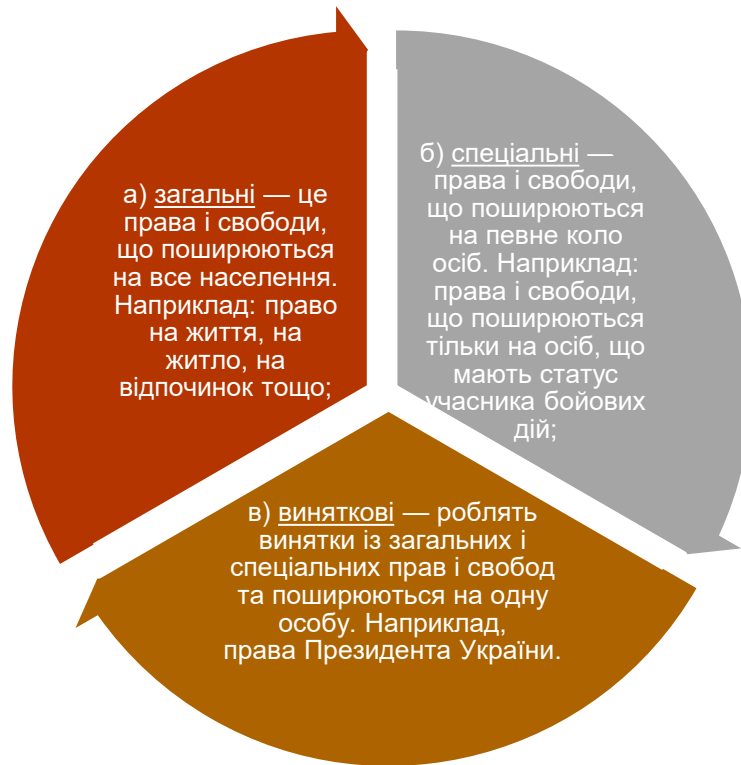 а) загальні — це
права і свободи,
що поширюються
на все населення.
Наприклад: право
на життя, на
житло, на
відпочинок тощо;
б) спеціальні —
права і свободи,
що поширюються
на певне коло
осіб. Наприклад:
права і свободи,
що поширюються
тільки на осіб, що
мають статус
учасника бойових
дій;
в) виняткові — роблять
винятки із загальних і
спеціальних прав і свобод
та поширюються на одну
особу. Наприклад,
права Президента України.